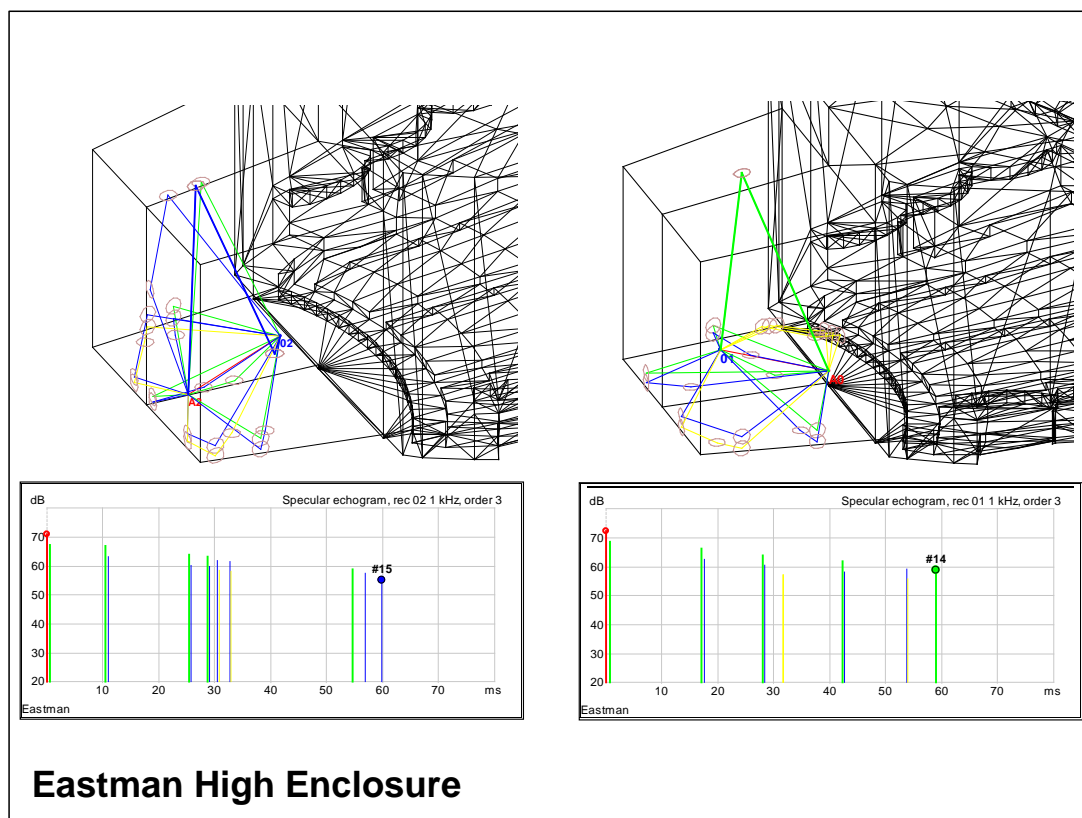 02
A2
01
A3
dB
Specular echogram, rec 02 1 kHz, order 3
70
60
50
40
30
20
#15
10 20 30 40 50 60 70 ms
Eastman
dB
Specular echogram, rec 01 1 kHz, order 3
70
60
50
40
30
20
#14
10 20 30 40 50 60 70 ms
Eastman
Eastman High Enclosure